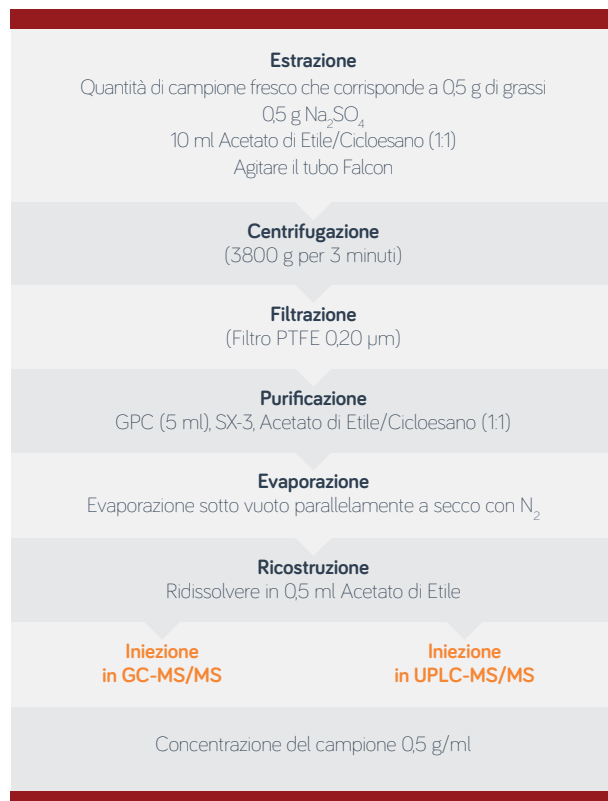 Estrazione
Quantità di campione fresco che corrisponde a 0,5 g di grassi
0,5 g Na₂SO₄
10 ml Acetato di Etile/Cicloesano (1:1)
Agitare il tubo Falcon
Centrifugazione
(3800 g per 3 minuti)
Filtrazione
(Filtro PTFE 0,20 µm)
Purificazione
GPC (5 ml), SX-3, Acetato di Etile/Cicloesano (1:1)
Evaporazione
Evaporazione sotto vuoto parallelamente a secco con N₂
Ricostruzione
Ridissolvere in 0,5 ml Acetato di Etile
Iniezione
in GC-MS/MS
Iniezione
in UPLC-MS/MS
Concentrazione del campione 0,5 g/ml